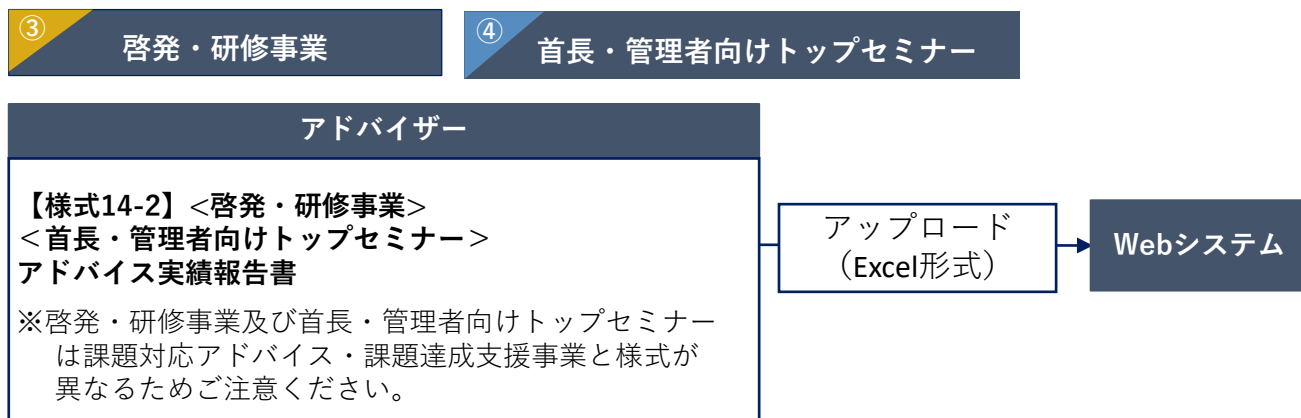 ③
啓発・研修事業
④
首長・管理者向けトップセミナー
アドバイザー
【様式14-2】<啓発・研修事業>
＜首長・管理者向けトップセミナー＞
アドバイス実績報告書
※啓発・研修事業及び首長・管理者向けトップセミナー
は課題対応アドバイス・課題達成支援事業と様式が
異なるためご注意ください。
アップロード
（Excel形式）
Webシステム